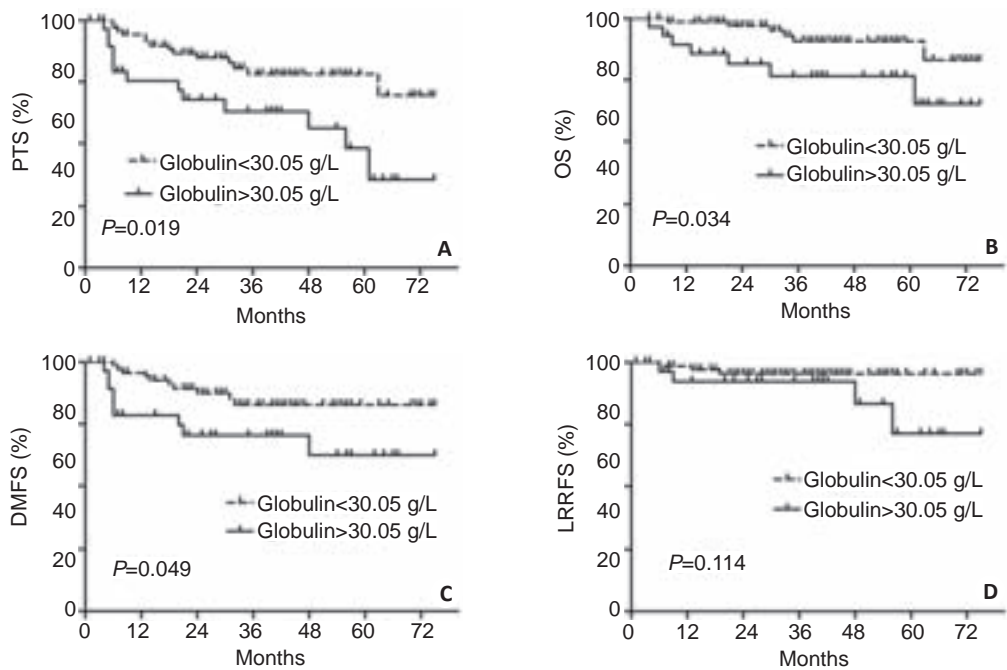 100
80
60
40
20
0
PTS (%)
Globulin<30.05 g/L
Globulin>30.05 g/L
P=0.019
A
0 12 24 36 48 60 72
Months
100
80
60
40
20
0
OS (%)
Globulin<30.05 g/L
Globulin>30.05 g/L
P=0.034
B
0 12 24 36 48 60 72
Months
100
80
60
40
20
0
DMFS (%)
Globulin<30.05 g/L
Globulin>30.05 g/L
P=0.049
C
0 12 24 36 48 60 72
Months
100
80
60
40
20
0
LRRFS (%)
Globulin<30.05 g/L
Globulin>30.05 g/L
P=0.114
D
0 12 24 36 48 60 72
Months